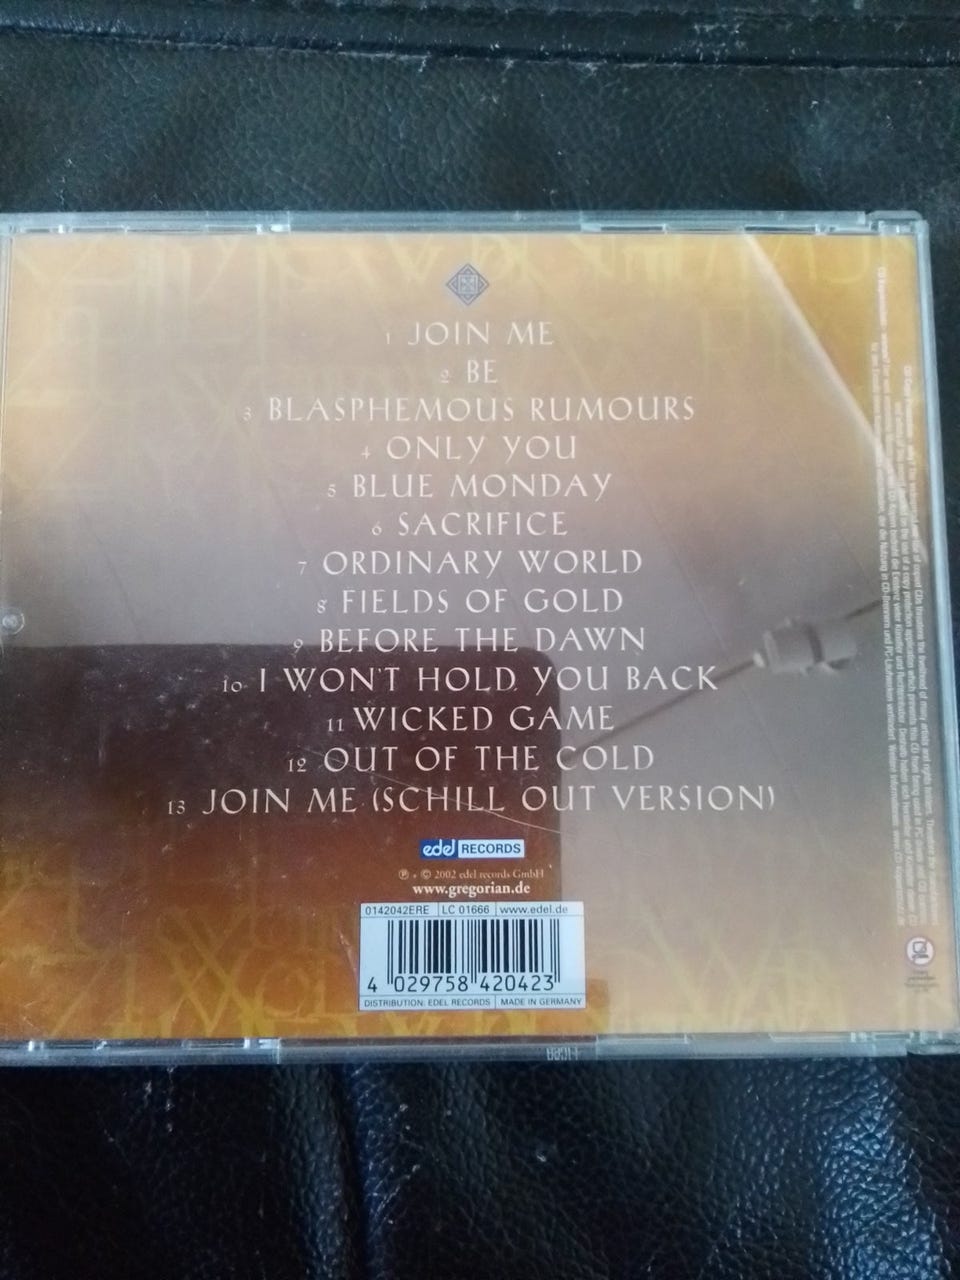 1 JOIN ME
2 BE
3 BLASPHEMOUS RUMOURS
4 ONLY YOU
5 BLUE MONDAY
6 SACRIFICE
7 ORDINARY WORLD
8 FIELDS OF GOLD
9 BEFORE THE DAWN
10 I WON'T HOLD YOU BACK
11 WICKED GAME
12 OUT OF THE COLD
13 JOIN ME (SCHILL OUT VERSION)
edel RECORDS
℗ + © 2002 edel records GmbH
www.gregorian.de
0142042ERE LC 01666 www.edel.de
4 029758 420423
DISTRIBUTION: EDEL RECORDS MADE IN GERMANY